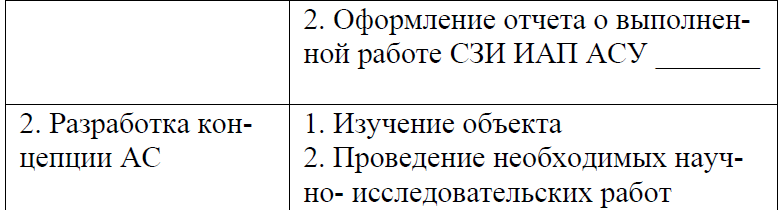 2. Оформление отчета о выполнен-
ной работе СЗИ ИАП АСУ _______
2. Разработка кон-
цепции АС
1. Изучение объекта
2. Проведение необходимых науч-
но- исследовательских работ